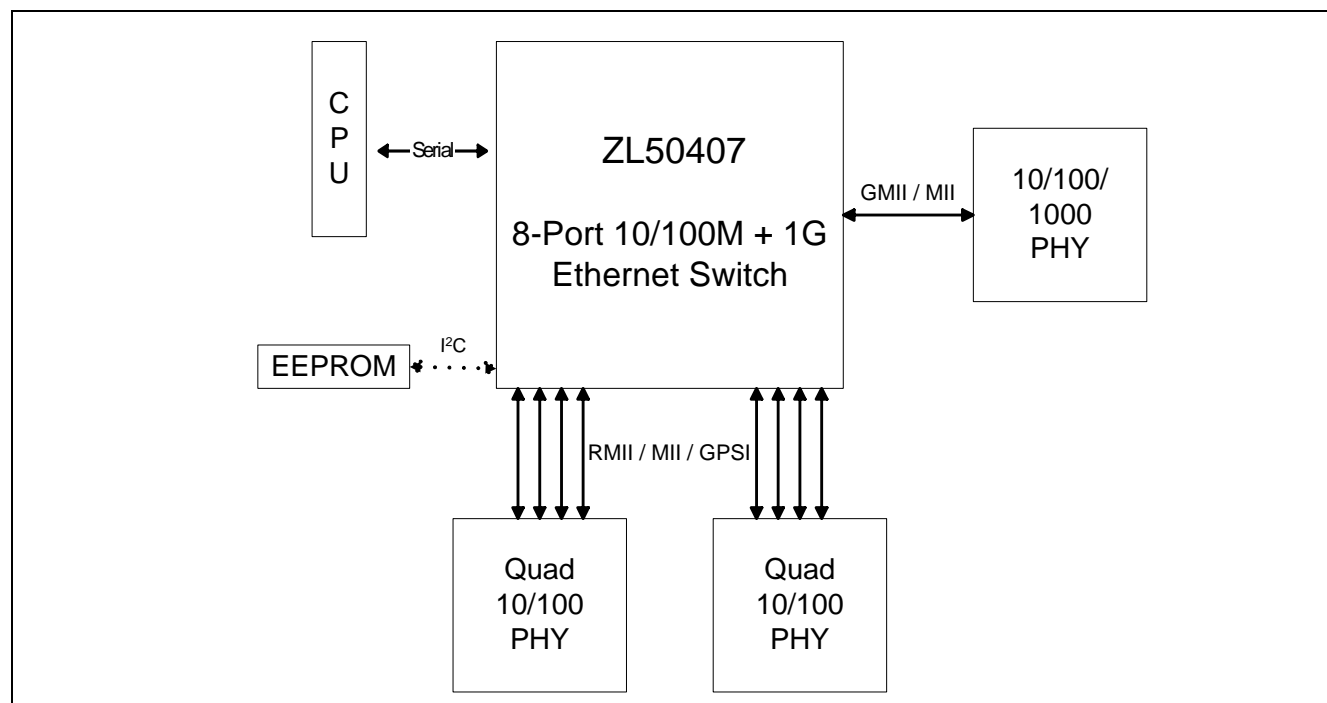 C
P
U
Serial
ZL50407
8-Port 10/100M + 1G
Ethernet Switch
GMII / MII
10/100/
1000
PHY
EEPROM
I²C
RMII / MII / GPSI
Quad
10/100
PHY
Quad
10/100
PHY